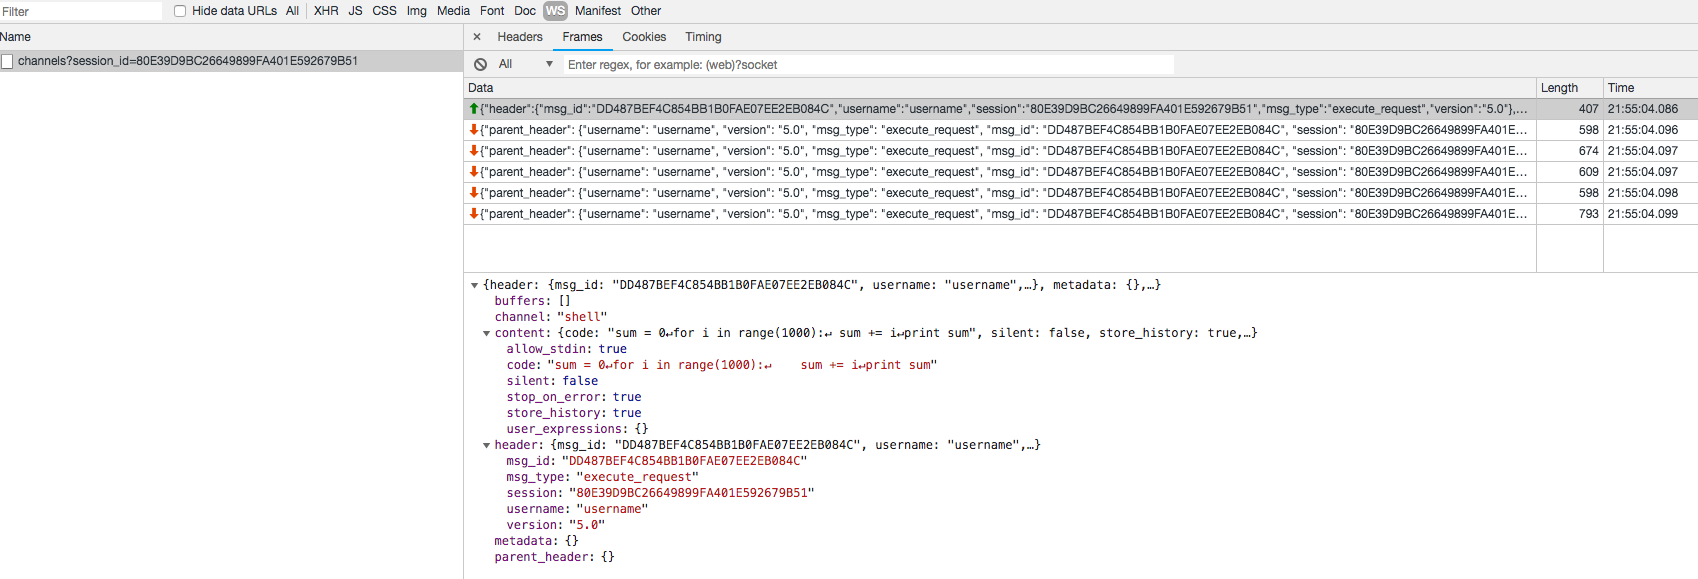 Filter Hide data URLs All XHR JS CSS Img Media Font Doc WS Manifest Other
Name
channels?session_id=80E39D9BC26649899FA401E592679B51
× Headers Frames Cookies Timing
All ▼ Enter regex, for example: (web)?socket
Data Length Time
{"header":{"msg_id":"DD487BEF4C854BB1B0FAE07EE2EB084C","username":"username","session":"80E39D9BC26649899FA401E592679B51","msg_type":"execute_request","version":"5.0"},... 407 21:55:04.086
{"parent_header": {"username": "username", "version": "5.0", "msg_type": "execute_request", "msg_id": "DD487BEF4C854BB1B0FAE07EE2EB084C", "session": "80E39D9BC26649899FA401E... 598 21:55:04.096
{"parent_header": {"username": "username", "version": "5.0", "msg_type": "execute_request", "msg_id": "DD487BEF4C854BB1B0FAE07EE2EB084C", "session": "80E39D9BC26649899FA401E... 674 21:55:04.097
{"parent_header": {"username": "username", "version": "5.0", "msg_type": "execute_request", "msg_id": "DD487BEF4C854BB1B0FAE07EE2EB084C", "session": "80E39D9BC26649899FA401E... 609 21:55:04.097
{"parent_header": {"username": "username", "version": "5.0", "msg_type": "execute_request", "msg_id": "DD487BEF4C854BB1B0FAE07EE2EB084C", "session": "80E39D9BC26649899FA401E... 598 21:55:04.098
{"parent_header": {"username": "username", "version": "5.0", "msg_type": "execute_request", "msg_id": "DD487BEF4C854BB1B0FAE07EE2EB084C", "session": "80E39D9BC26649899FA401E... 793 21:55:04.099
▼ {header: {msg_id: "DD487BEF4C854BB1B0FAE07EE2EB084C", username: "username",…}, metadata: {},…}
buffers: []
channel: "shell"
▼ content: {code: "sum = 0↵for i in range(1000):↵ sum += i↵print sum", silent: false, store_history: true,…}
allow_stdin: true
code: "sum = 0↵for i in range(1000):↵    sum += i↵print sum"
silent: false
stop_on_error: true
store_history: true
user_expressions: {}
▼ header: {msg_id: "DD487BEF4C854BB1B0FAE07EE2EB084C", username: "username",…}
msg_id: "DD487BEF4C854BB1B0FAE07EE2EB084C"
msg_type: "execute_request"
session: "80E39D9BC26649899FA401E592679B51"
username: "username"
version: "5.0"
metadata: {}
parent_header: {}